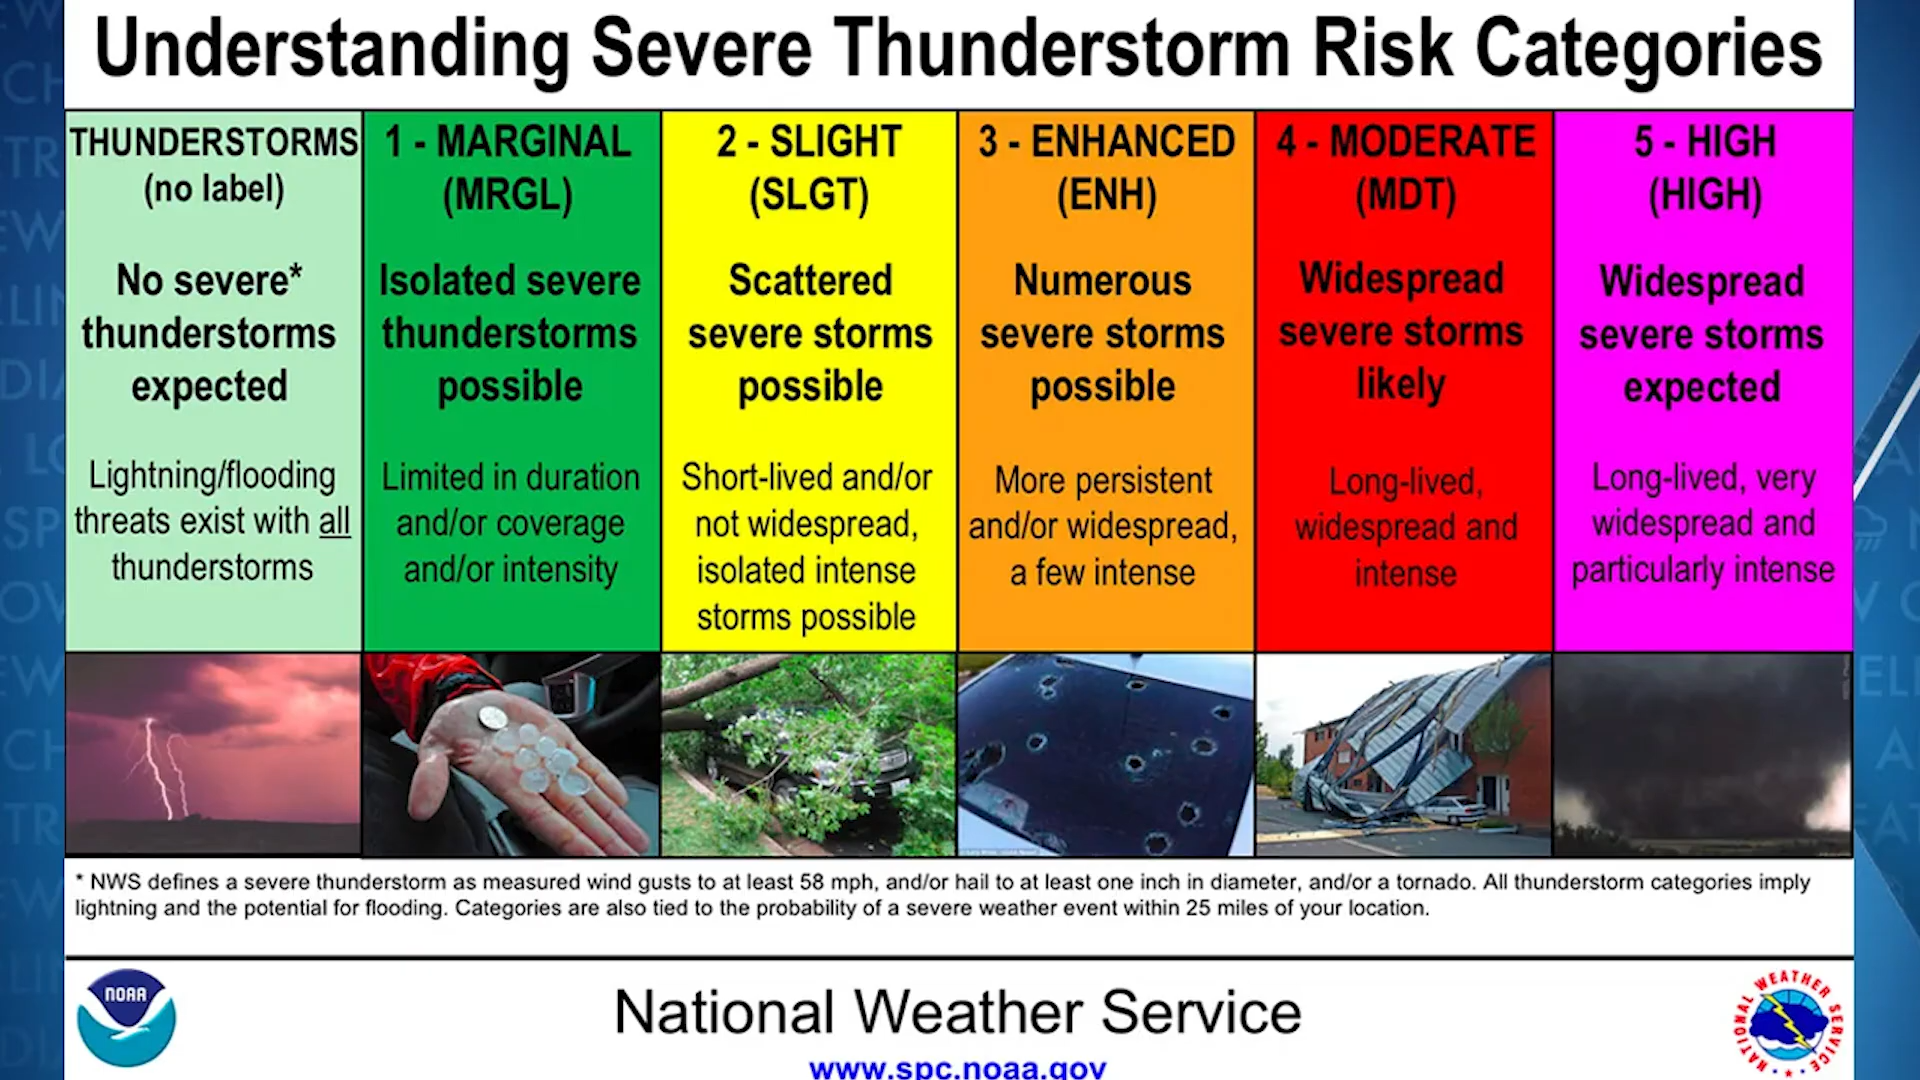 Understanding Severe Thunderstorm Risk Categories
THUNDERSTORMS
(no label)
No severe*
thunderstorms
expected
Lightning/flooding
threats exist with all
thunderstorms
1 - MARGINAL
(MRGL)
Isolated severe
thunderstorms
possible
Limited in duration
and/or coverage
and/or intensity
2 - SLIGHT
(SLGT)
Scattered
severe storms
possible
Short-lived and/or
not widespread,
isolated intense
storms possible
3 - ENHANCED
(ENH)
Numerous
severe storms
possible
More persistent
and/or widespread,
a few intense
4 - MODERATE
(MDT)
Widespread
severe storms
likely
Long-lived,
widespread and
intense
5 - HIGH
(HIGH)
Widespread
severe storms
expected
Long-lived, very
widespread and
particularly intense
* NWS defines a severe thunderstorm as measured wind gusts to at least 58 mph, and/or hail to at least one inch in diameter, and/or a tornado. All thunderstorm categories imply
lightning and the potential for flooding. Categories are also tied to the probability of a severe weather event within 25 miles of your location.
NOAA
National Weather Service
www.spc.noaa.gov
NATIONAL WEATHER SERVICE